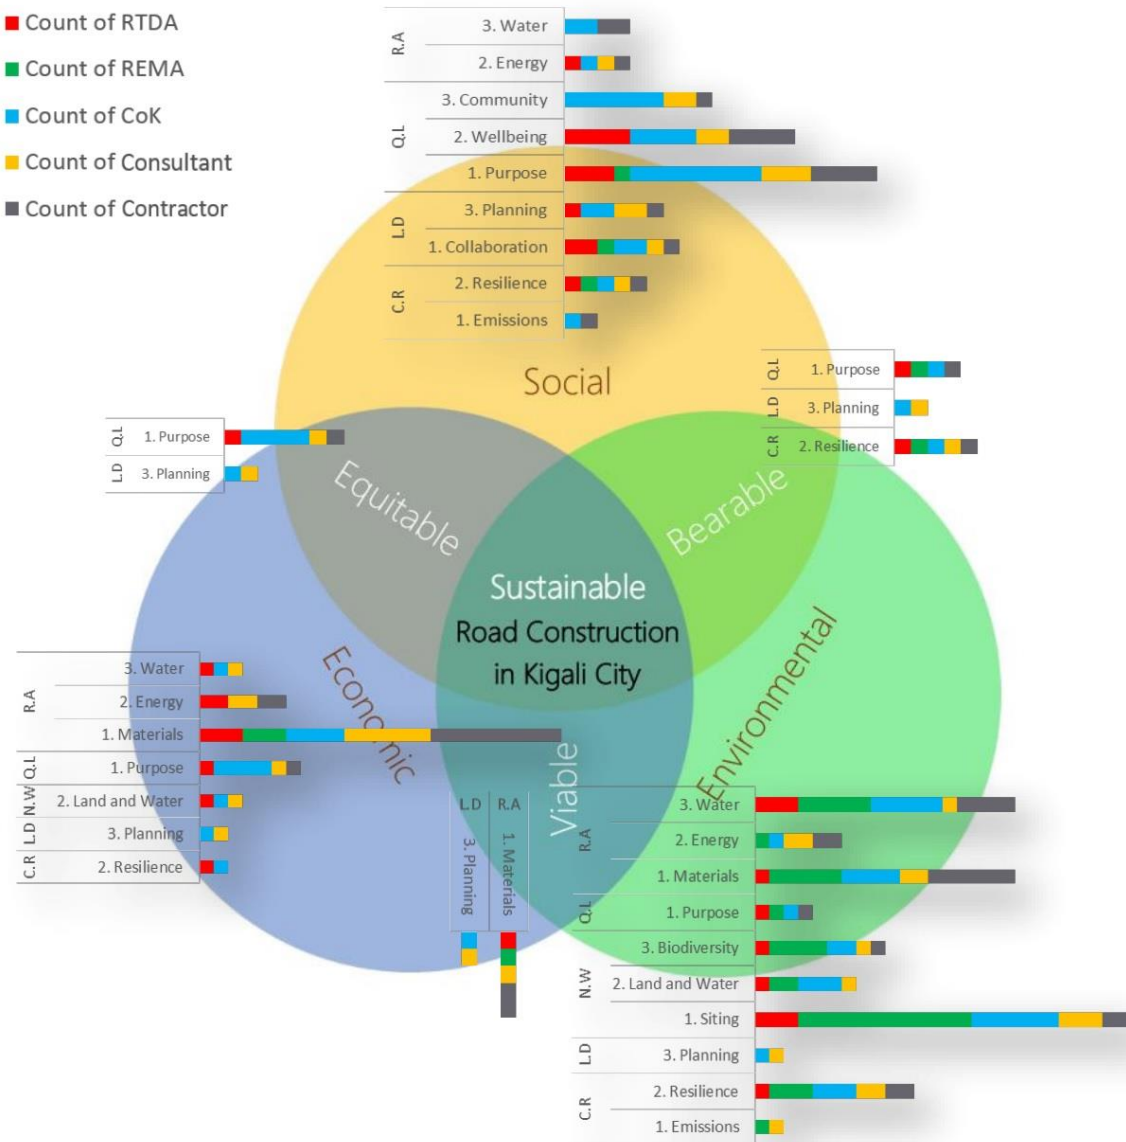 Count of RTDA
Count of REMA
Count of CoK
Count of Consultant
Count of Contractor
R.A
3. Water
2. Energy
Q.L
3. Community
2. Wellbeing
1. Purpose
L.D
3. Planning
1. Collaboration
C.R
2. Resilience
1. Emissions
Social
Q.L
1. Purpose
L.D
3. Planning
C.R
2. Resilience
Q.L
1. Purpose
L.D
3. Planning
Equitable
Bearable
Sustainable
Road Construction
in Kigali City
Economic
Environmental
Viable
R.A
3. Water
2. Energy
1. Materials
Q.L
1. Purpose
N.W
2. Land and Water
L.D
3. Planning
C.R
2. Resilience
L.D
3. Planning
R.A
1. Materials
R.A
3. Water
2. Energy
1. Materials
Q.L
1. Purpose
N.W
3. Biodiversity
2. Land and Water
1. Siting
L.D
3. Planning
C.R
2. Resilience
1. Emissions